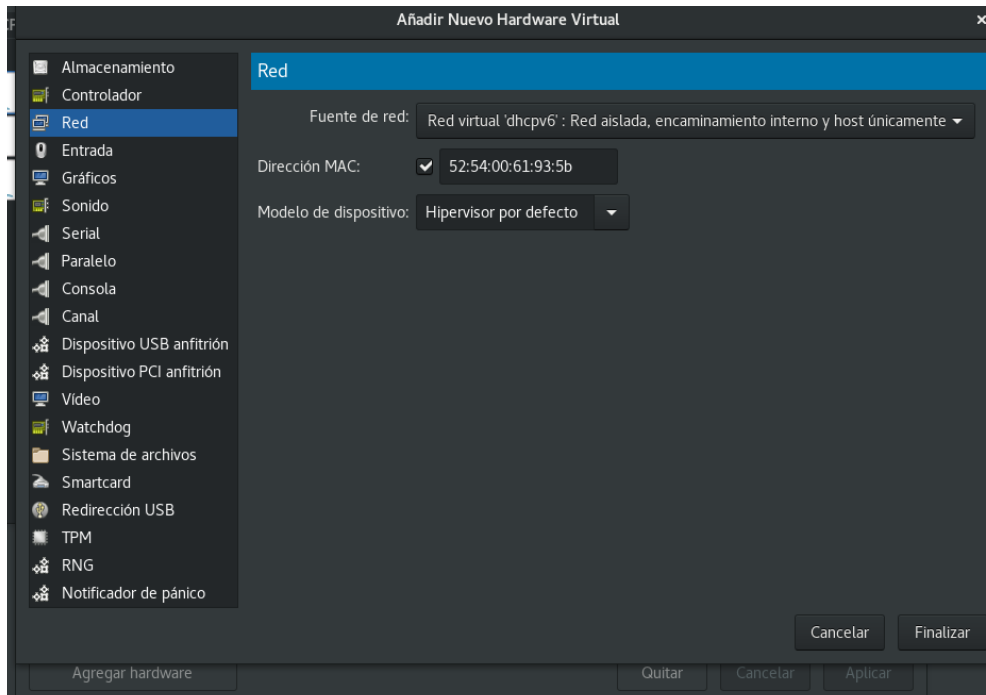 Añadir Nuevo Hardware Virtual
Almacenamiento
Controlador
Red
Entrada
Gráficos
Sonido
Serial
Paralelo
Consola
Canal
Dispositivo USB anfitrión
Dispositivo PCI anfitrión
Vídeo
Watchdog
Sistema de archivos
Smartcard
Redirección USB
TPM
RNG
Notificador de pánico
Red
Fuente de red: Red virtual 'dhcpv6' : Red aislada, encaminamiento interno y host únicamente
Dirección MAC: 52:54:00:61:93:5b
Modelo de dispositivo: Hipervisor por defecto
Cancelar Finalizar
Agregar hardware Quitar Cancelar Aplicar